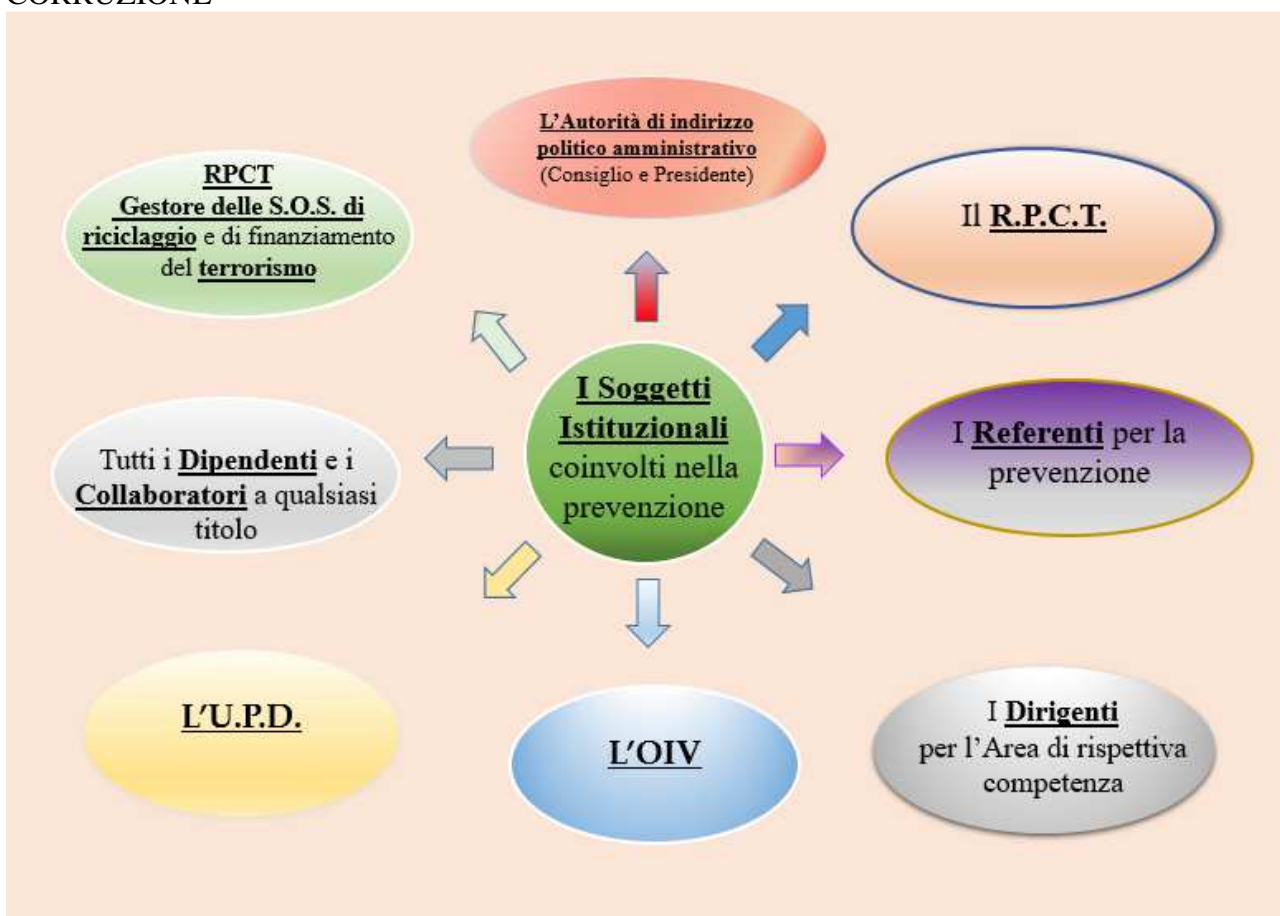 CORRUZIONE
L'Autorità di indirizzo
politico amministrativo
(Consiglio e Presidente)
RPCT
Gestore delle S.O.S. di
riciclaggio e di finanziamento
del terrorismo
Il R.P.C.T.
I Soggetti
Istituzionali
coinvolti nella
prevenzione
I Referenti per la
prevenzione
Tutti i Dipendenti e i
Collaboratori a qualsiasi
titolo
L'U.P.D.
L'OIV
I Dirigenti
per l'Area di rispettiva
competenza